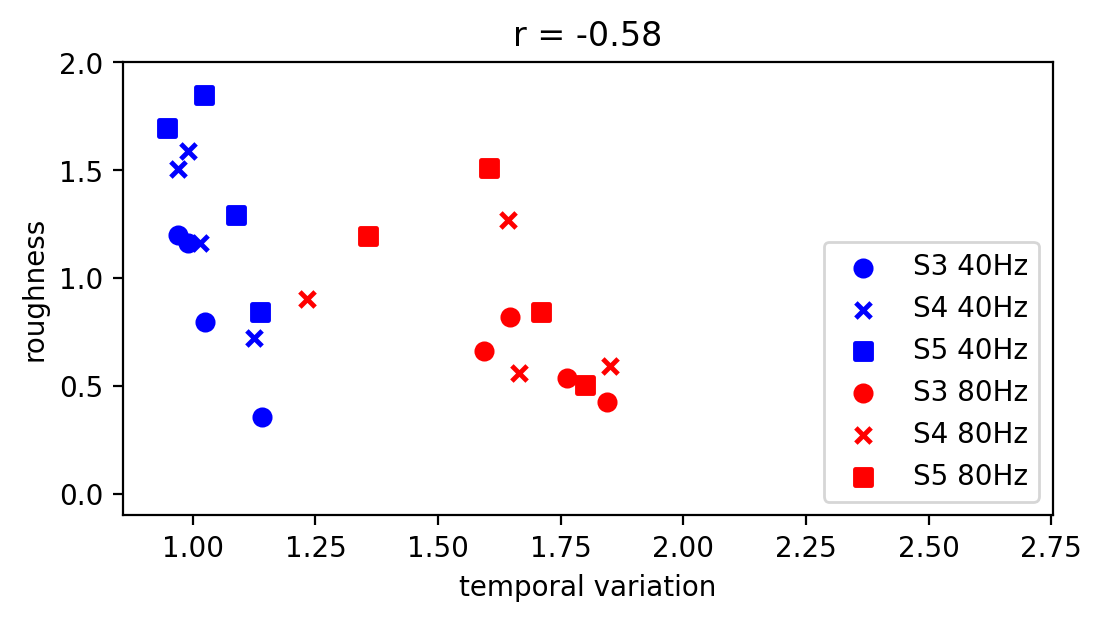 r = -0.58
2.0
1.5
1.0
0.5
0.0
roughness
S3 40Hz
S4 40Hz
S5 40Hz
S3 80Hz
S4 80Hz
S5 80Hz
1.00 1.25 1.50 1.75 2.00 2.25 2.50 2.75
temporal variation